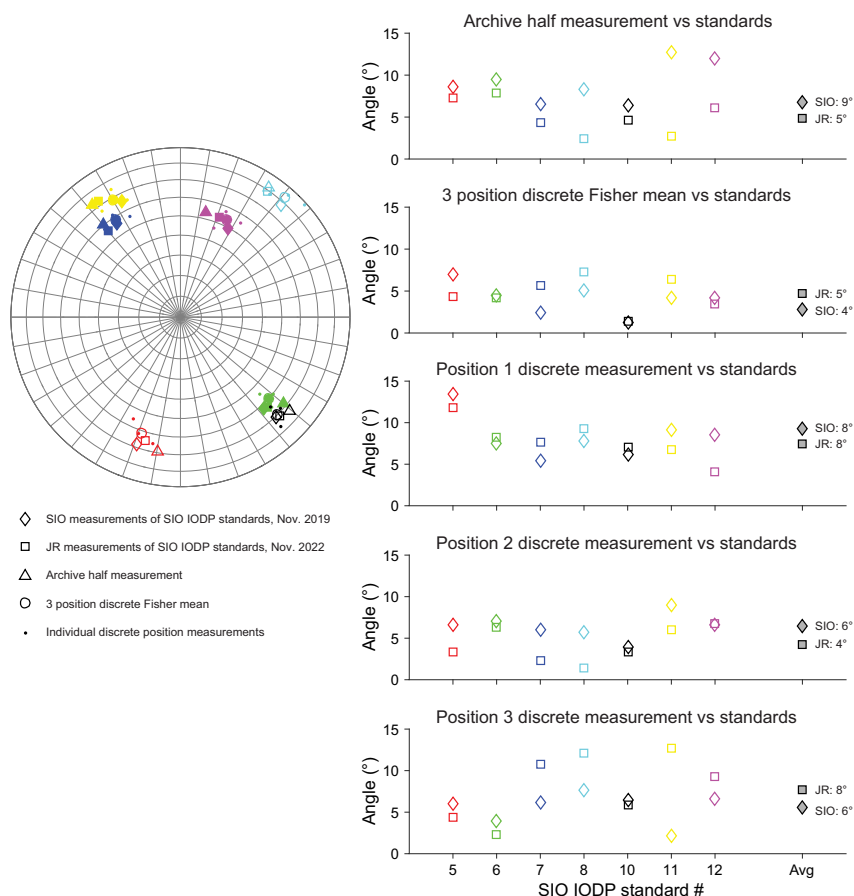 Archive half measurement vs standards
Angle (°)
15
10
5
0
SIO: 9°
JR: 5°
3 position discrete Fisher mean vs standards
Angle (°)
15
10
5
0
JR: 5°
SIO: 4°
Position 1 discrete measurement vs standards
Angle (°)
15
10
5
0
SIO: 8°
JR: 8°
Position 2 discrete measurement vs standards
Angle (°)
15
10
5
0
SIO: 6°
JR: 4°
Position 3 discrete measurement vs standards
Angle (°)
15
10
5
0
JR: 8°
SIO: 6°
5 6 7 8 10 11 12 Avg
SIO IODP standard #
SIO measurements of SIO IODP standards, Nov. 2019
JR measurements of SIO IODP standards, Nov. 2022
Archive half measurement
3 position discrete Fisher mean
Individual discrete position measurements